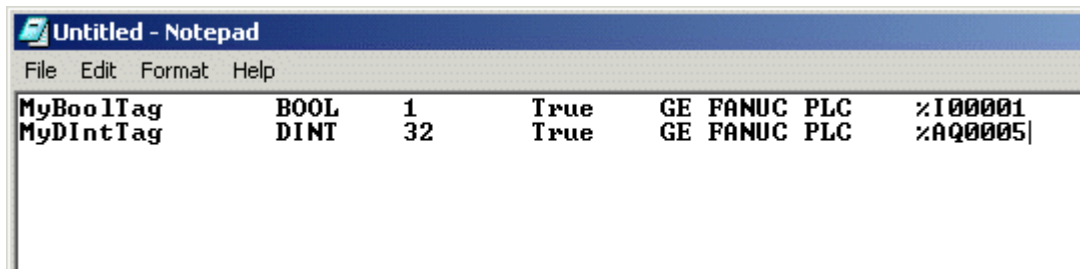 Untitled - Notepad
File Edit Format Help
MyBoolTag BOOL 1 True GE FANUC PLC %I00001
MyDIntTag DINT 32 True GE FANUC PLC %AQ0005